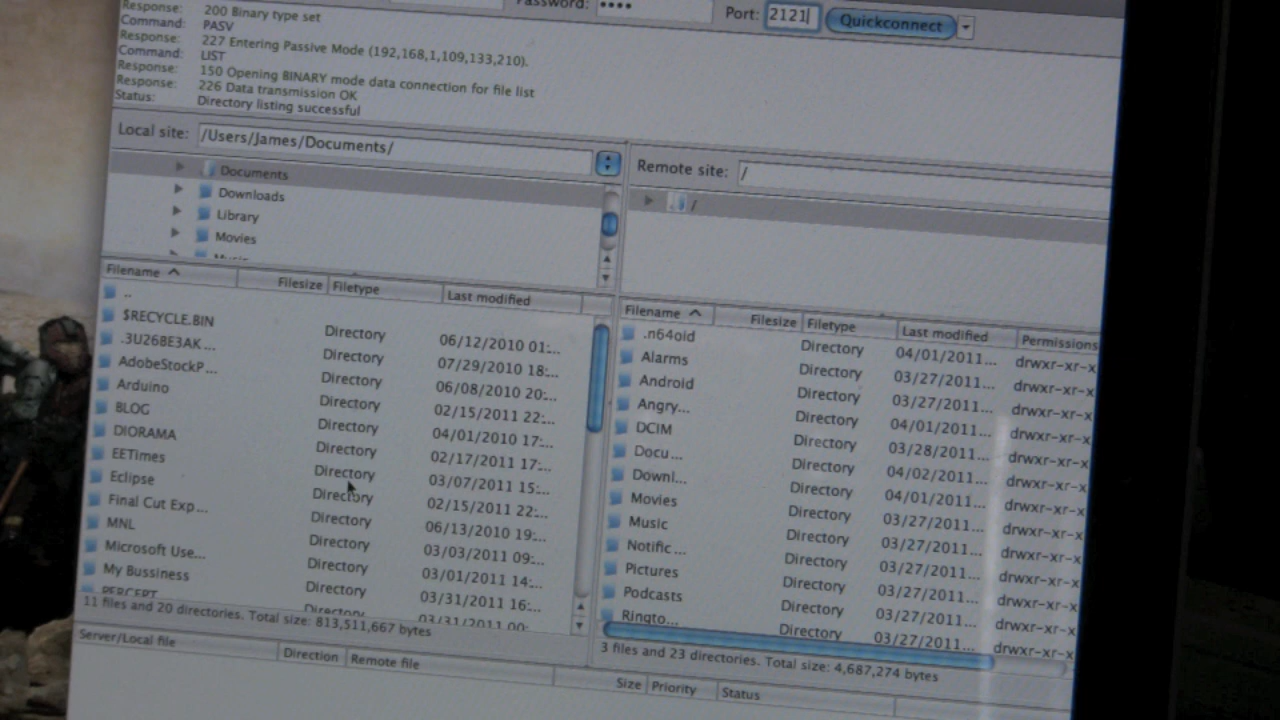 Password: •••• Port: 2121 Quickconnect
Response: 200 Binary type set
Command: PASV
Response: 227 Entering Passive Mode (192,168,1,109,133,210).
Command: LIST
Response: 150 Opening BINARY mode data connection for file list
Response: 226 Data transmission OK
Status: Directory listing successful
Local site: /Users/James/Documents/
Documents
Downloads
Library
Movies
Music
Filename Filesize Filetype Last modified
..
$RECYCLE.BIN Directory 06/12/2010 01:...
.3U268E3AK... Directory 07/29/2010 18:...
AdobeStockP... Directory 06/08/2010 20:...
Arduino Directory 02/15/2011 22:...
BLOG Directory 04/01/2010 17:...
DIORAMA Directory 02/17/2011 17:...
EETimes Directory 03/07/2011 15:...
Eclipse Directory 02/15/2011 22:...
Final Cut Exp... Directory 06/13/2010 19:...
MNL Directory 03/03/2011 09:...
Microsoft Use... Directory 03/01/2011 14:...
My Bussiness Directory 03/31/2011 16:...
PERCEPT Directory 03/31/2011 00:
11 files and 20 directories. Total size: 813,511,667 bytes
Remote site: /
/
Filename Filesize Filetype Last modified Permissions
.n64oid Directory 04/01/2011... drwxr-xr-x
Alarms Directory 03/27/2011... drwxr-xr-x
Android Directory 03/27/2011... drwxr-xr-x
Angry... Directory 04/01/2011... drwxr-xr-x
DCIM Directory 03/28/2011... drwxr-xr-x
Docu... Directory 04/02/2011... drwxr-xr-x
Downl... Directory 04/01/2011... drwxr-xr-x
Movies Directory 03/27/2011... drwxr-xr-x
Music Directory 03/27/2011... drwxr-xr-x
Notific... Directory 03/27/2011... drwxr-xr-x
Pictures Directory 03/27/2011... drwxr-xr-x
Podcasts Directory 03/27/2011... drwxr-xr-x
Ringto... Directory 03/27/2011... drwxr-xr-x
3 files and 23 directories. Total size: 4,687,274 bytes
Server/Local file Direction Remote file Size Priority Status